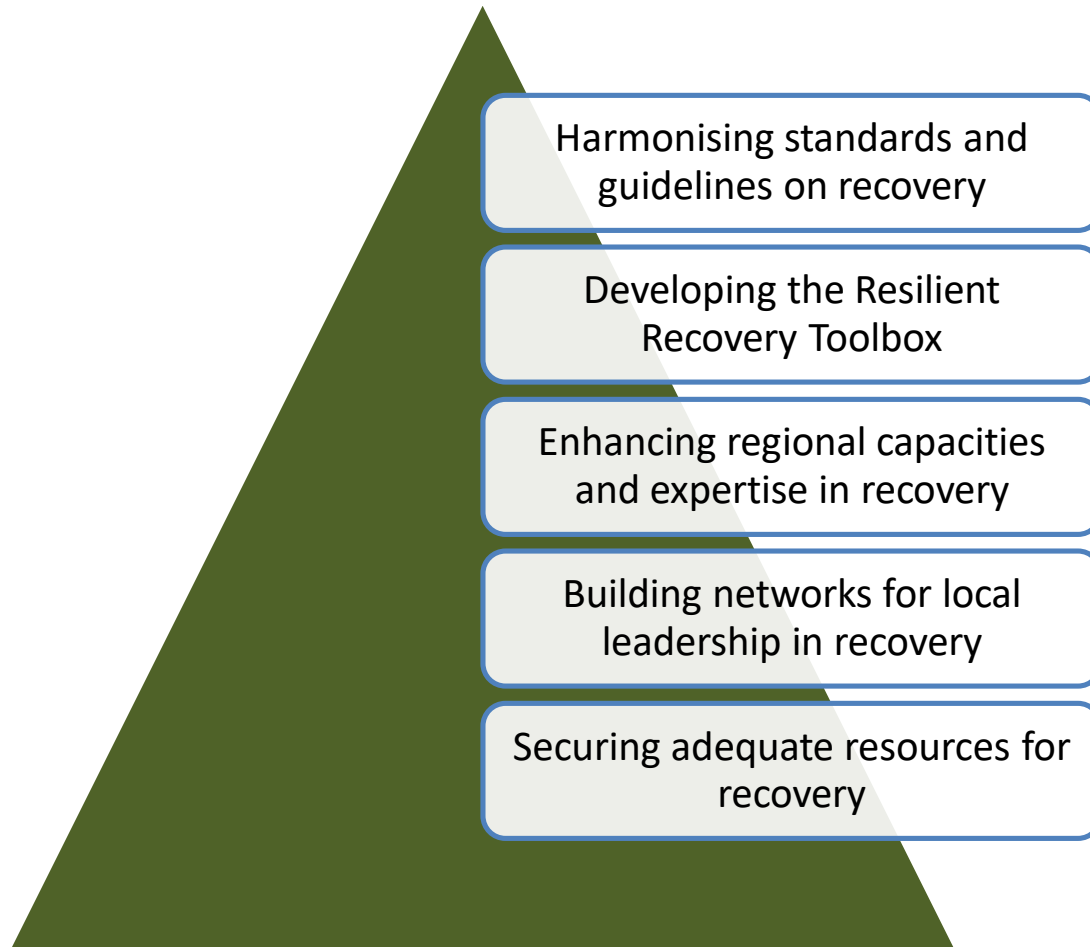 Harmonising standards and
guidelines on recovery
Developing the Resilient
Recovery Toolbox
Enhancing regional capacities
and expertise in recovery
Building networks for local
leadership in recovery
Securing adequate resources for
recovery